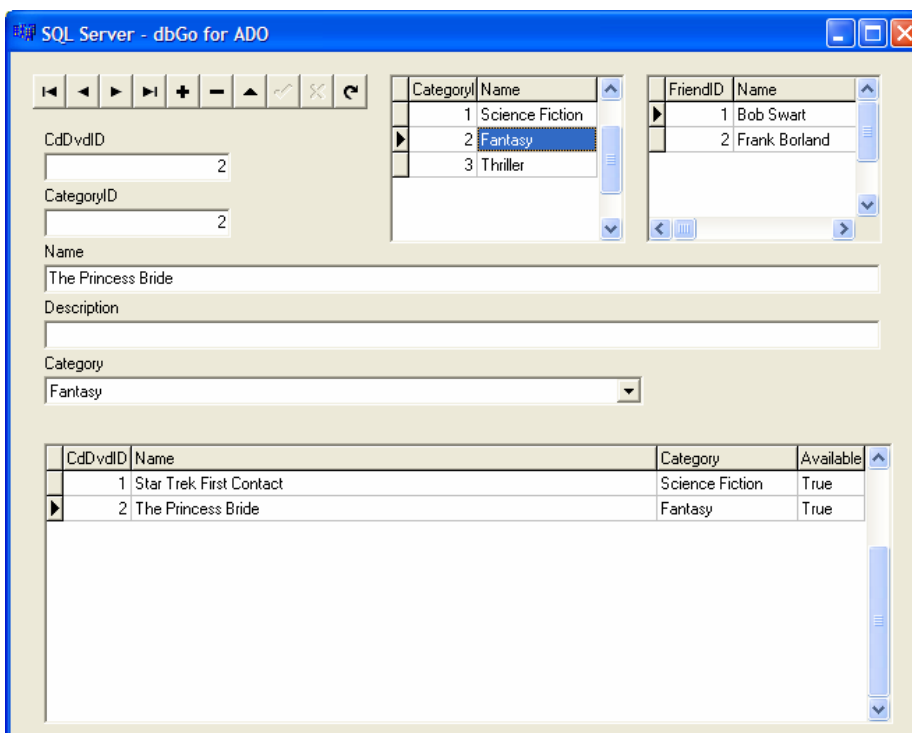 SQL Server - dbGo for ADO
CategoryI Name
1 Science Fiction
2 Fantasy
3 Thriller
FriendID Name
1 Bob Swart
2 Frank Borland
CdDvdID
2
CategoryID
2
Name
The Princess Bride
Description
Category
Fantasy
CdDvdID Name Category Available
1 Star Trek First Contact Science Fiction True
2 The Princess Bride Fantasy True